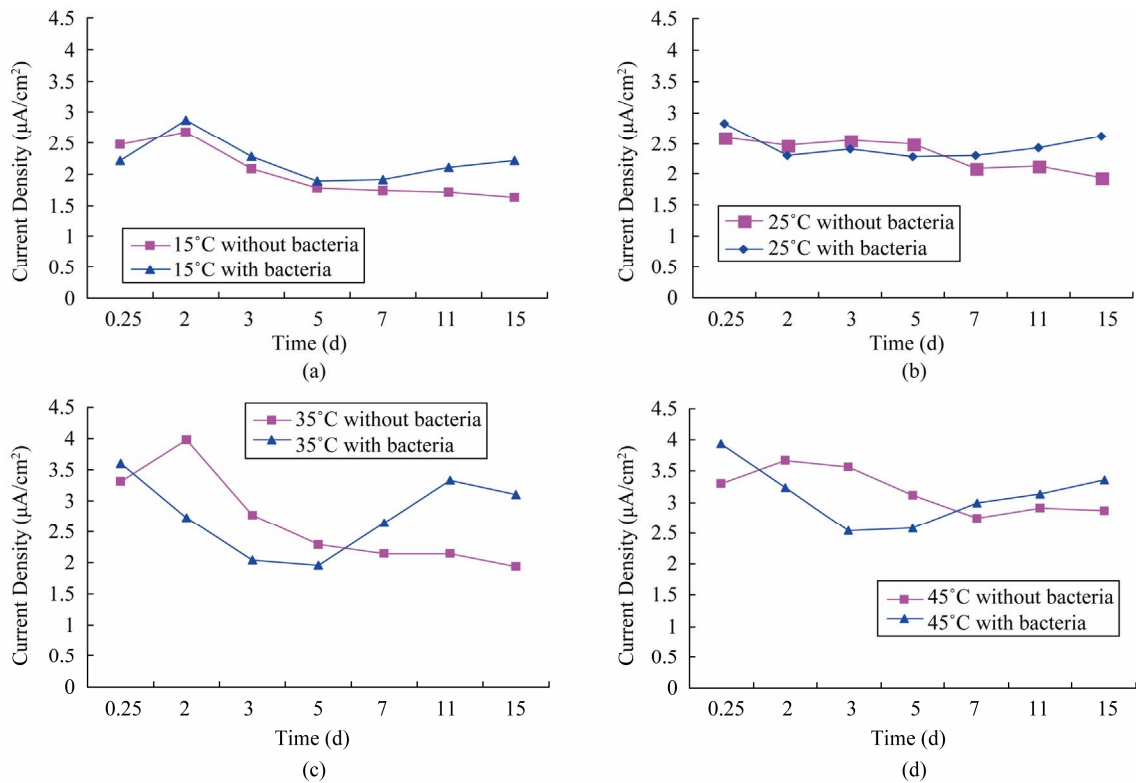 4.5
4
3.5
3
2.5
2
1.5
1
0.5
0
Current Density (μA/cm²)
15˚C without bacteria
15˚C with bacteria
0.25 2 3 5 7 11 15
Time (d)
(a)
4.5
4
3.5
3
2.5
2
1.5
1
0.5
0
Current Density (μA/cm²)
25˚C without bacteria
25˚C with bacteria
0.25 2 3 5 7 11 15
Time (d)
(b)
4.5
4
3.5
3
2.5
2
1.5
1
0.5
0
Current Density (μA/cm²)
35˚C without bacteria
35˚C with bacteria
0.25 2 3 5 7 11 15
Time (d)
(c)
4.5
4
3.5
3
2.5
2
1.5
1
0.5
0
Current Density (μA/cm²)
45˚C without bacteria
45˚C with bacteria
0.25 2 3 5 7 11 15
Time (d)
(d)